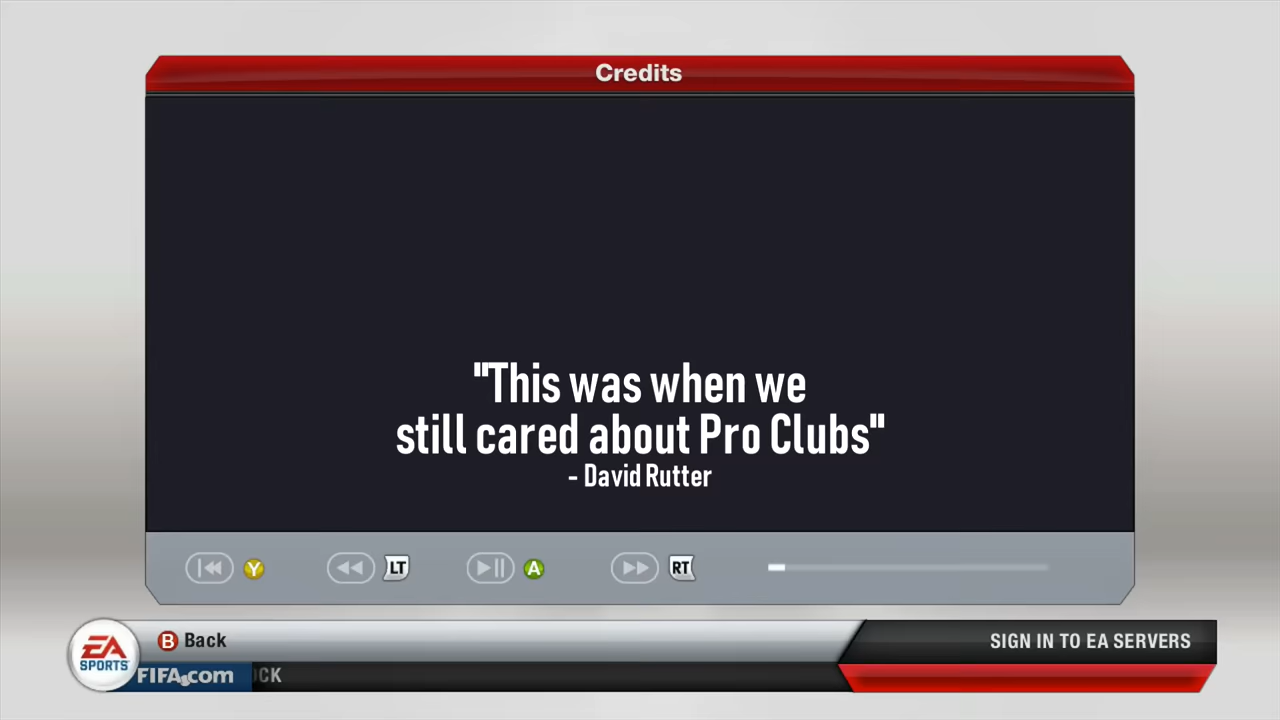 Credits
"This was when we
still cared about Pro Clubs"
- David Rutter
Y LT A RT
B Back
SIGN IN TO EA SERVERS
EA
SPORTS
FIFA.com OCK